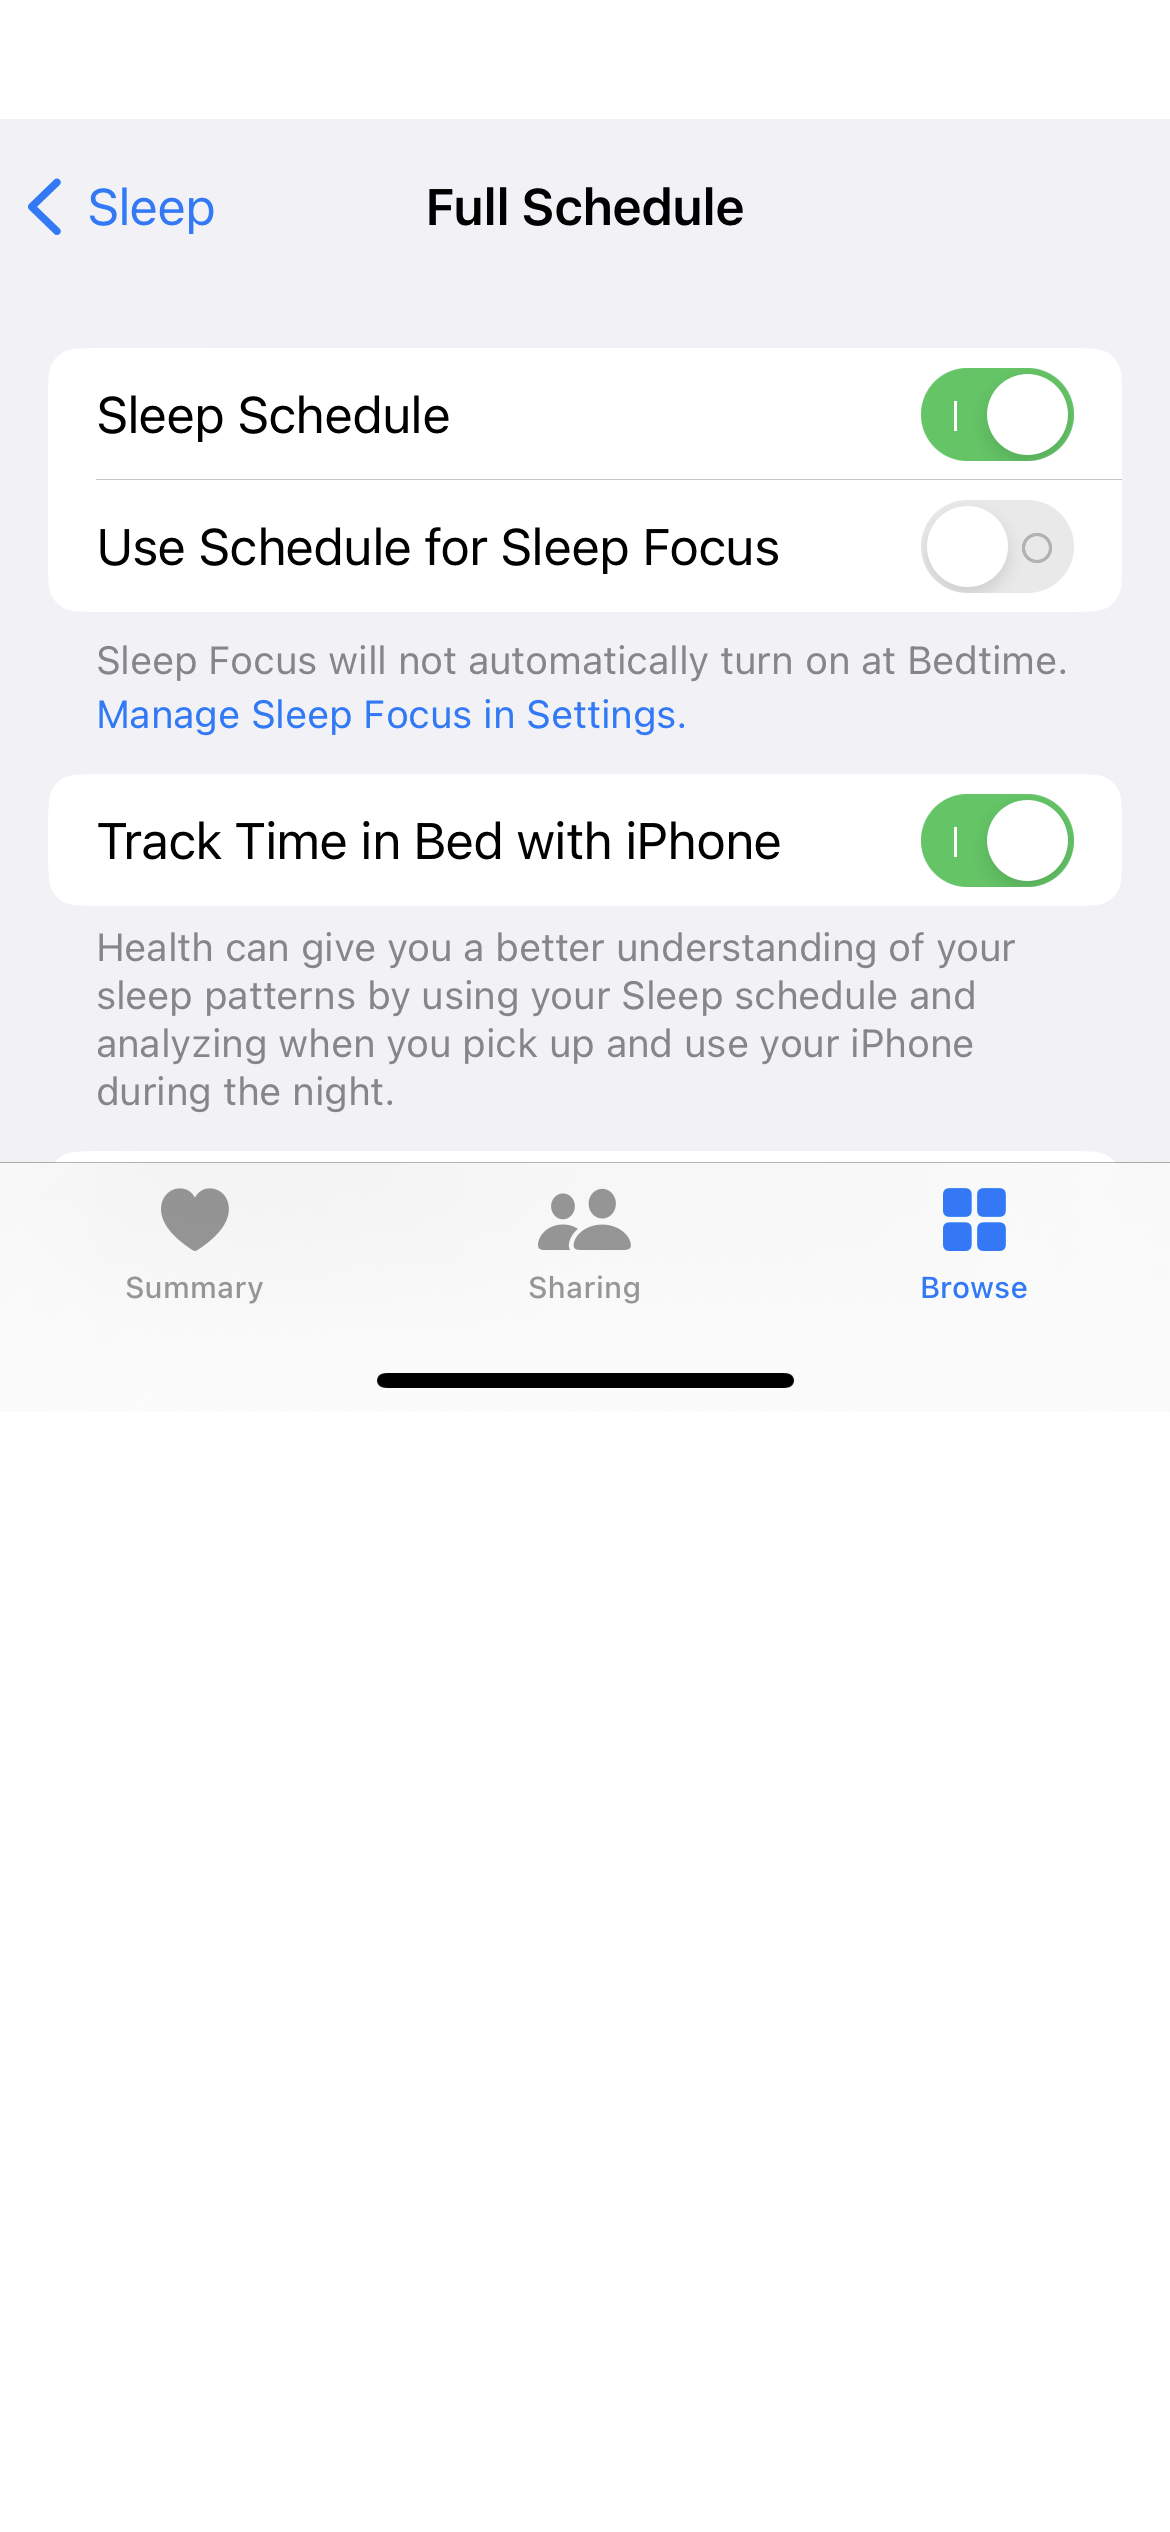 Sleep
Full Schedule
Sleep Schedule
Use Schedule for Sleep Focus
Sleep Focus will not automatically turn on at Bedtime.
Manage Sleep Focus in Settings.
Track Time in Bed with iPhone
Health can give you a better understanding of your
sleep patterns by using your Sleep schedule and
analyzing when you pick up and use your iPhone
during the night.
Summary
Sharing
Browse